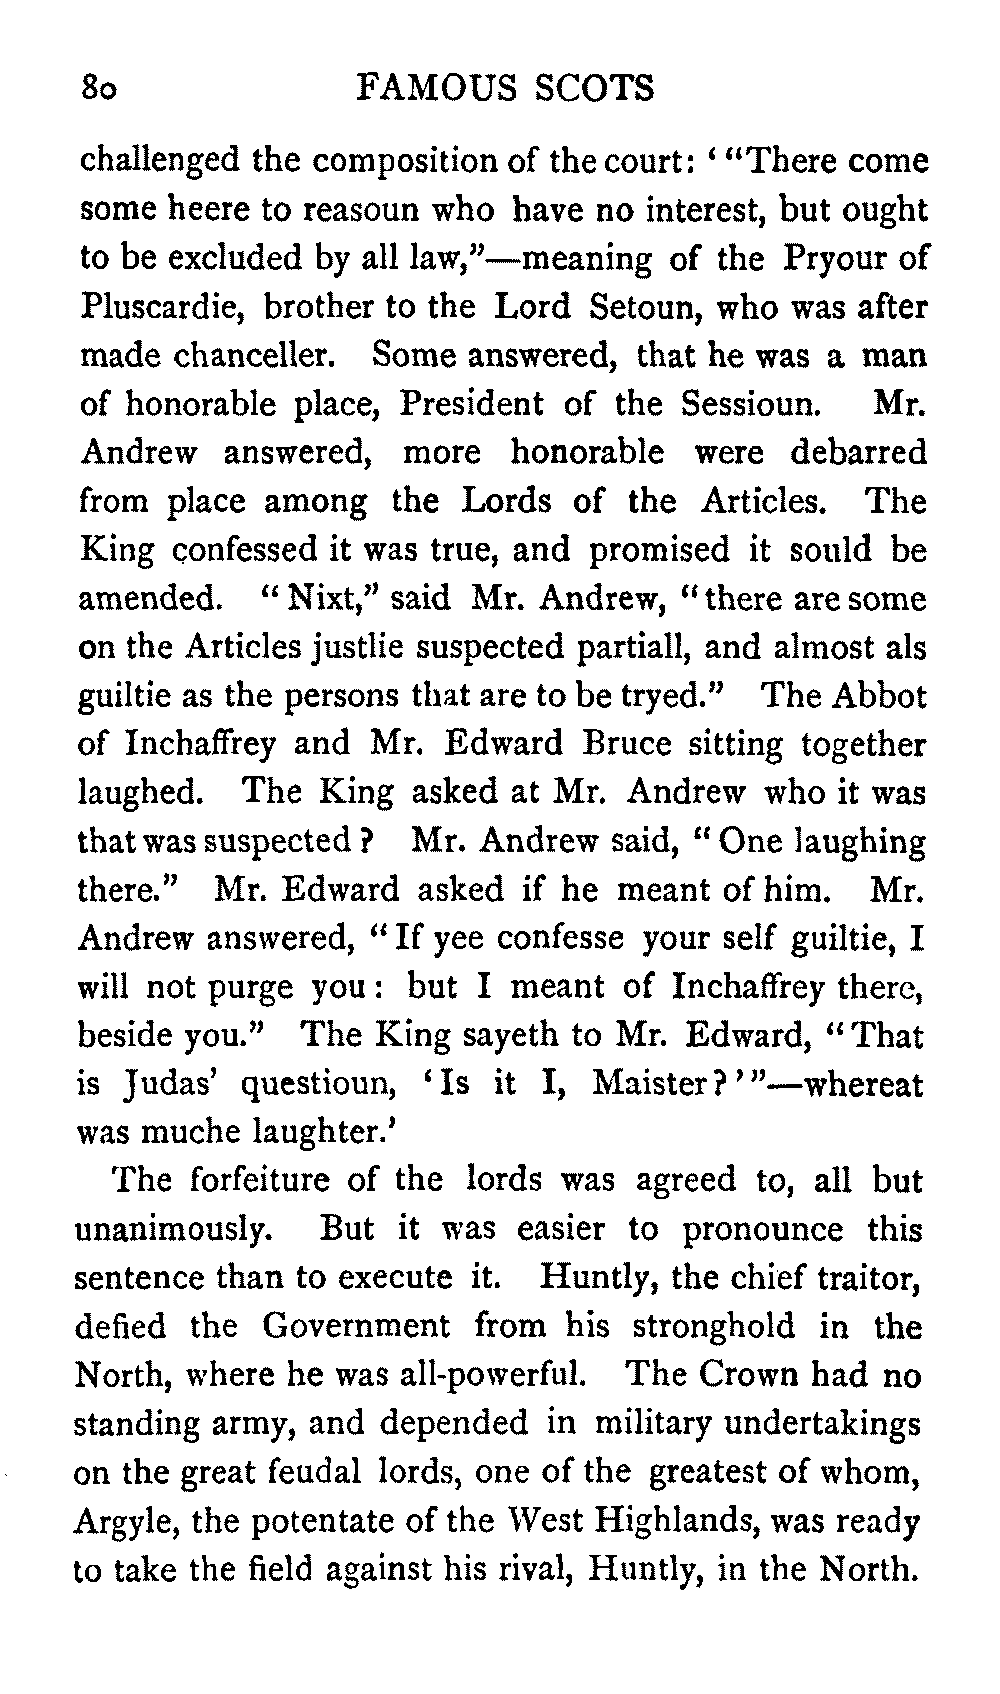 80 FAMOUS SCOTS
challenged the composition of the court: ‘ “There come
some heere to reasoun who have no interest, but ought
to be excluded by all law,”—meaning of the Pryour of
Pluscardie, brother to the Lord Setoun, who was after
made chanceller. Some answered, that he was a man
of honorable place, President of the Sessioun. Mr.
Andrew answered, more honorable were debarred
from place among the Lords of the Articles. The
King confessed it was true, and promised it sould be
amended. “ Nixt,” said Mr. Andrew, “ there are some
on the Articles justlie suspected partiall, and almost als
guiltie as the persons that are to be tryed.” The Abbot
of Inchaffrey and Mr. Edward Bruce sitting together
laughed. The King asked at Mr. Andrew who it was
that was suspected ? Mr. Andrew said, “ One laughing
there.” Mr. Edward asked if he meant of him. Mr.
Andrew answered, “ If yee confesse your self guiltie, I
will not purge you : but I meant of Inchaffrey there,
beside you.” The King sayeth to Mr. Edward, “ That
is Judas’ questioun, ‘ Is it I, Maister ? ’ ”—whereat
was muche laughter.’
The forfeiture of the lords was agreed to, all but
unanimously. But it was easier to pronounce this
sentence than to execute it. Huntly, the chief traitor,
defied the Government from his stronghold in the
North, where he was all-powerful. The Crown had no
standing army, and depended in military undertakings
on the great feudal lords, one of the greatest of whom,
Argyle, the potentate of the West Highlands, was ready
to take the field against his rival, Huntly, in the North.